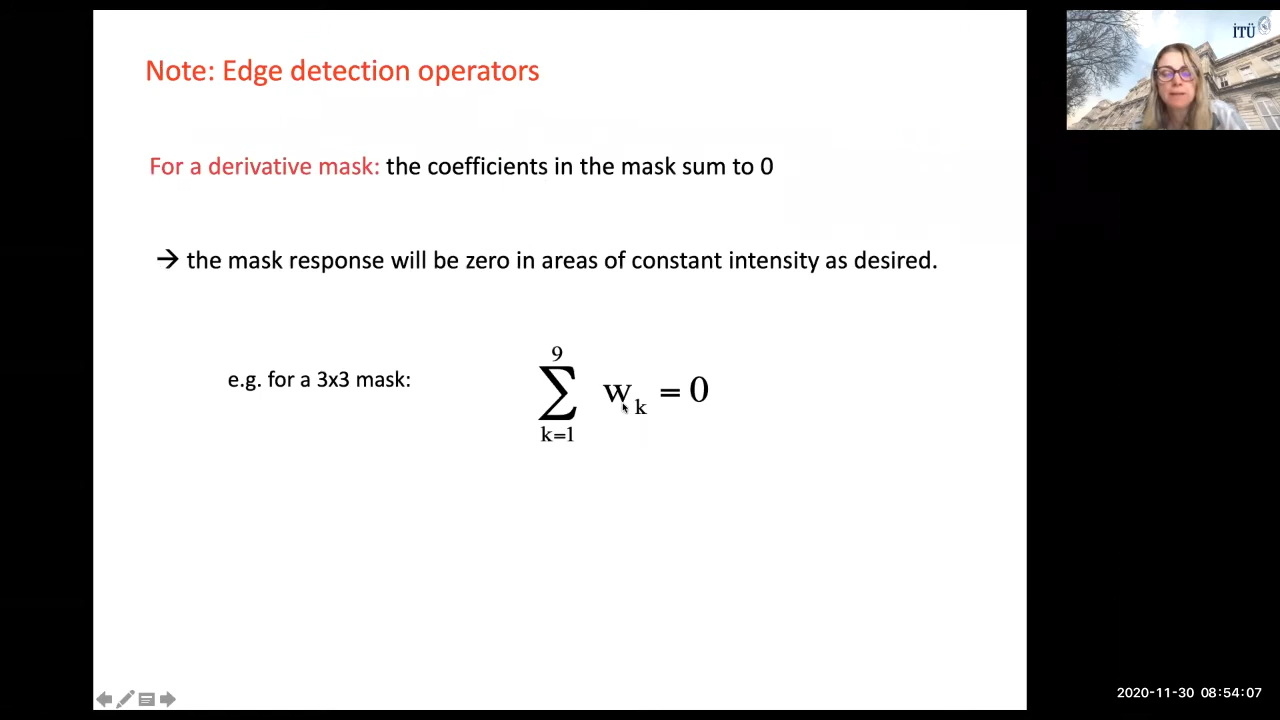 Note: Edge detection operators
For a derivative mask: the coefficients in the mask sum to 0
→ the mask response will be zero in areas of constant intensity as desired.
e.g. for a 3x3 mask:
9
∑ w_k = 0
k=1
İTÜ
2020-11-30 08:54:07